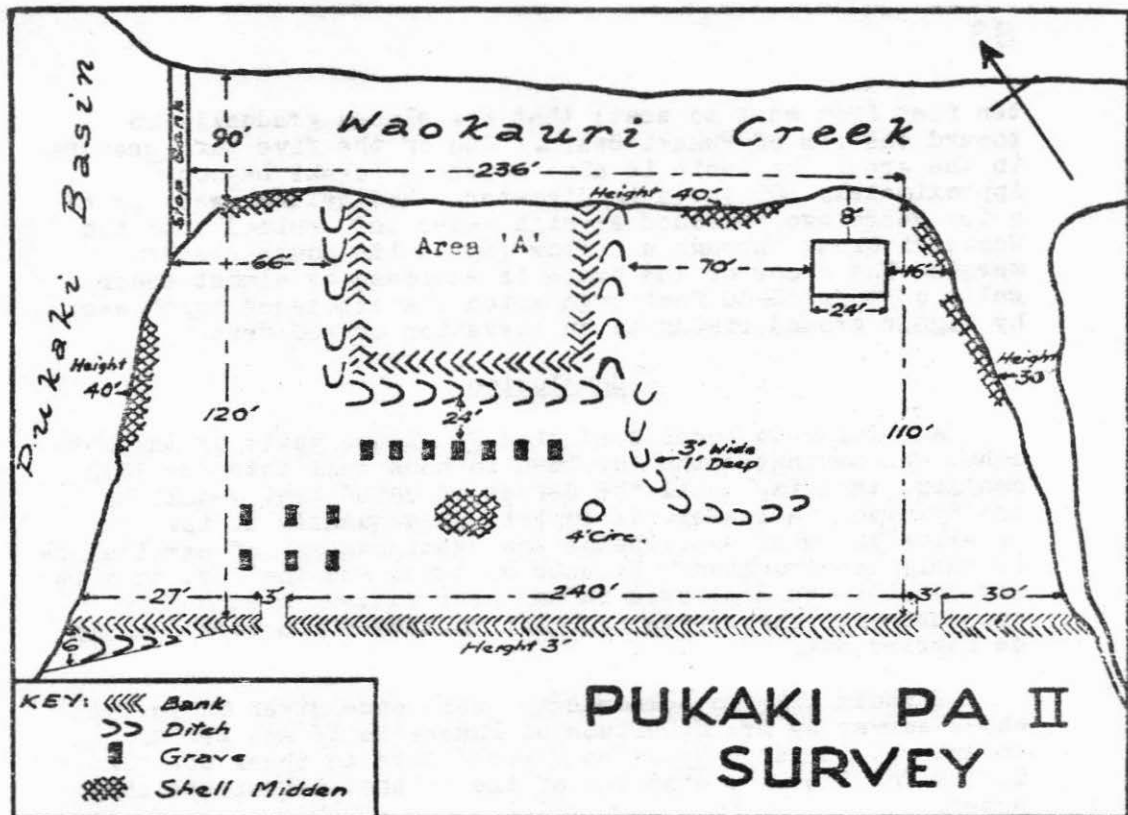 Waokauri Creek
Pukaki Basin
Stop Bank
90'
236'
Height 40'
8'
Area 'A'
66'
70'
16'
24'
Height
40'
Height
30'
120'
24'
110'
3' Wide
1' Deep
4' Circ.
27'
3'
240'
3'
30'
Height 3'
KEY:
Bank
Ditch
Grave
Shell Midden
PUKAKI PA II
SURVEY